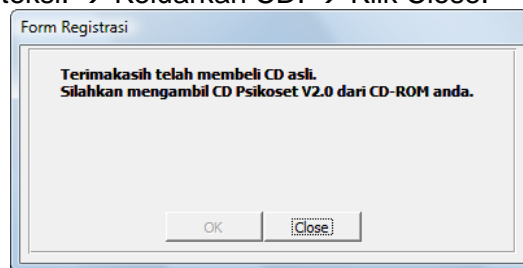 Keluarkan CD. → Klik Close.
Form Registrasi
Terimakasih telah membeli CD asli.
Silahkan mengambil CD Psikoset V2.0 dari CD-ROM anda.
OK
Close